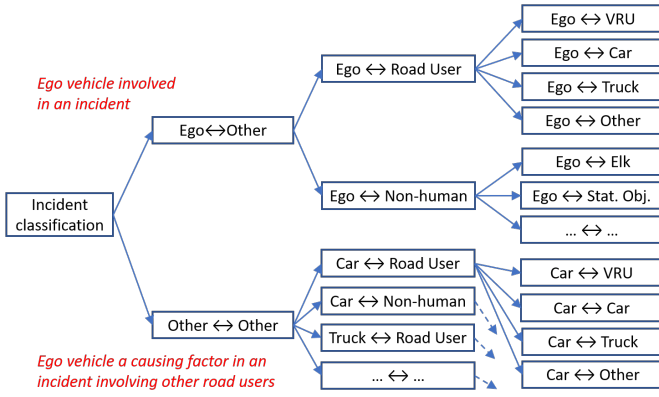 Ego vehicle involved
in an incident
Incident
classification
Ego↔Other
Other ↔ Other
Ego vehicle a causing factor in an
incident involving other road users
Ego ↔ Road User
Ego ↔ Non-human
Car ↔ Road User
Car ↔ Non-human
Truck ↔ Road User
... ↔ ...
Ego ↔ VRU
Ego ↔ Car
Ego ↔ Truck
Ego ↔ Other
Ego ↔ Elk
Ego ↔ Stat. Obj.
... ↔ ...
Car ↔ VRU
Car ↔ Car
Car ↔ Truck
Car ↔ Other